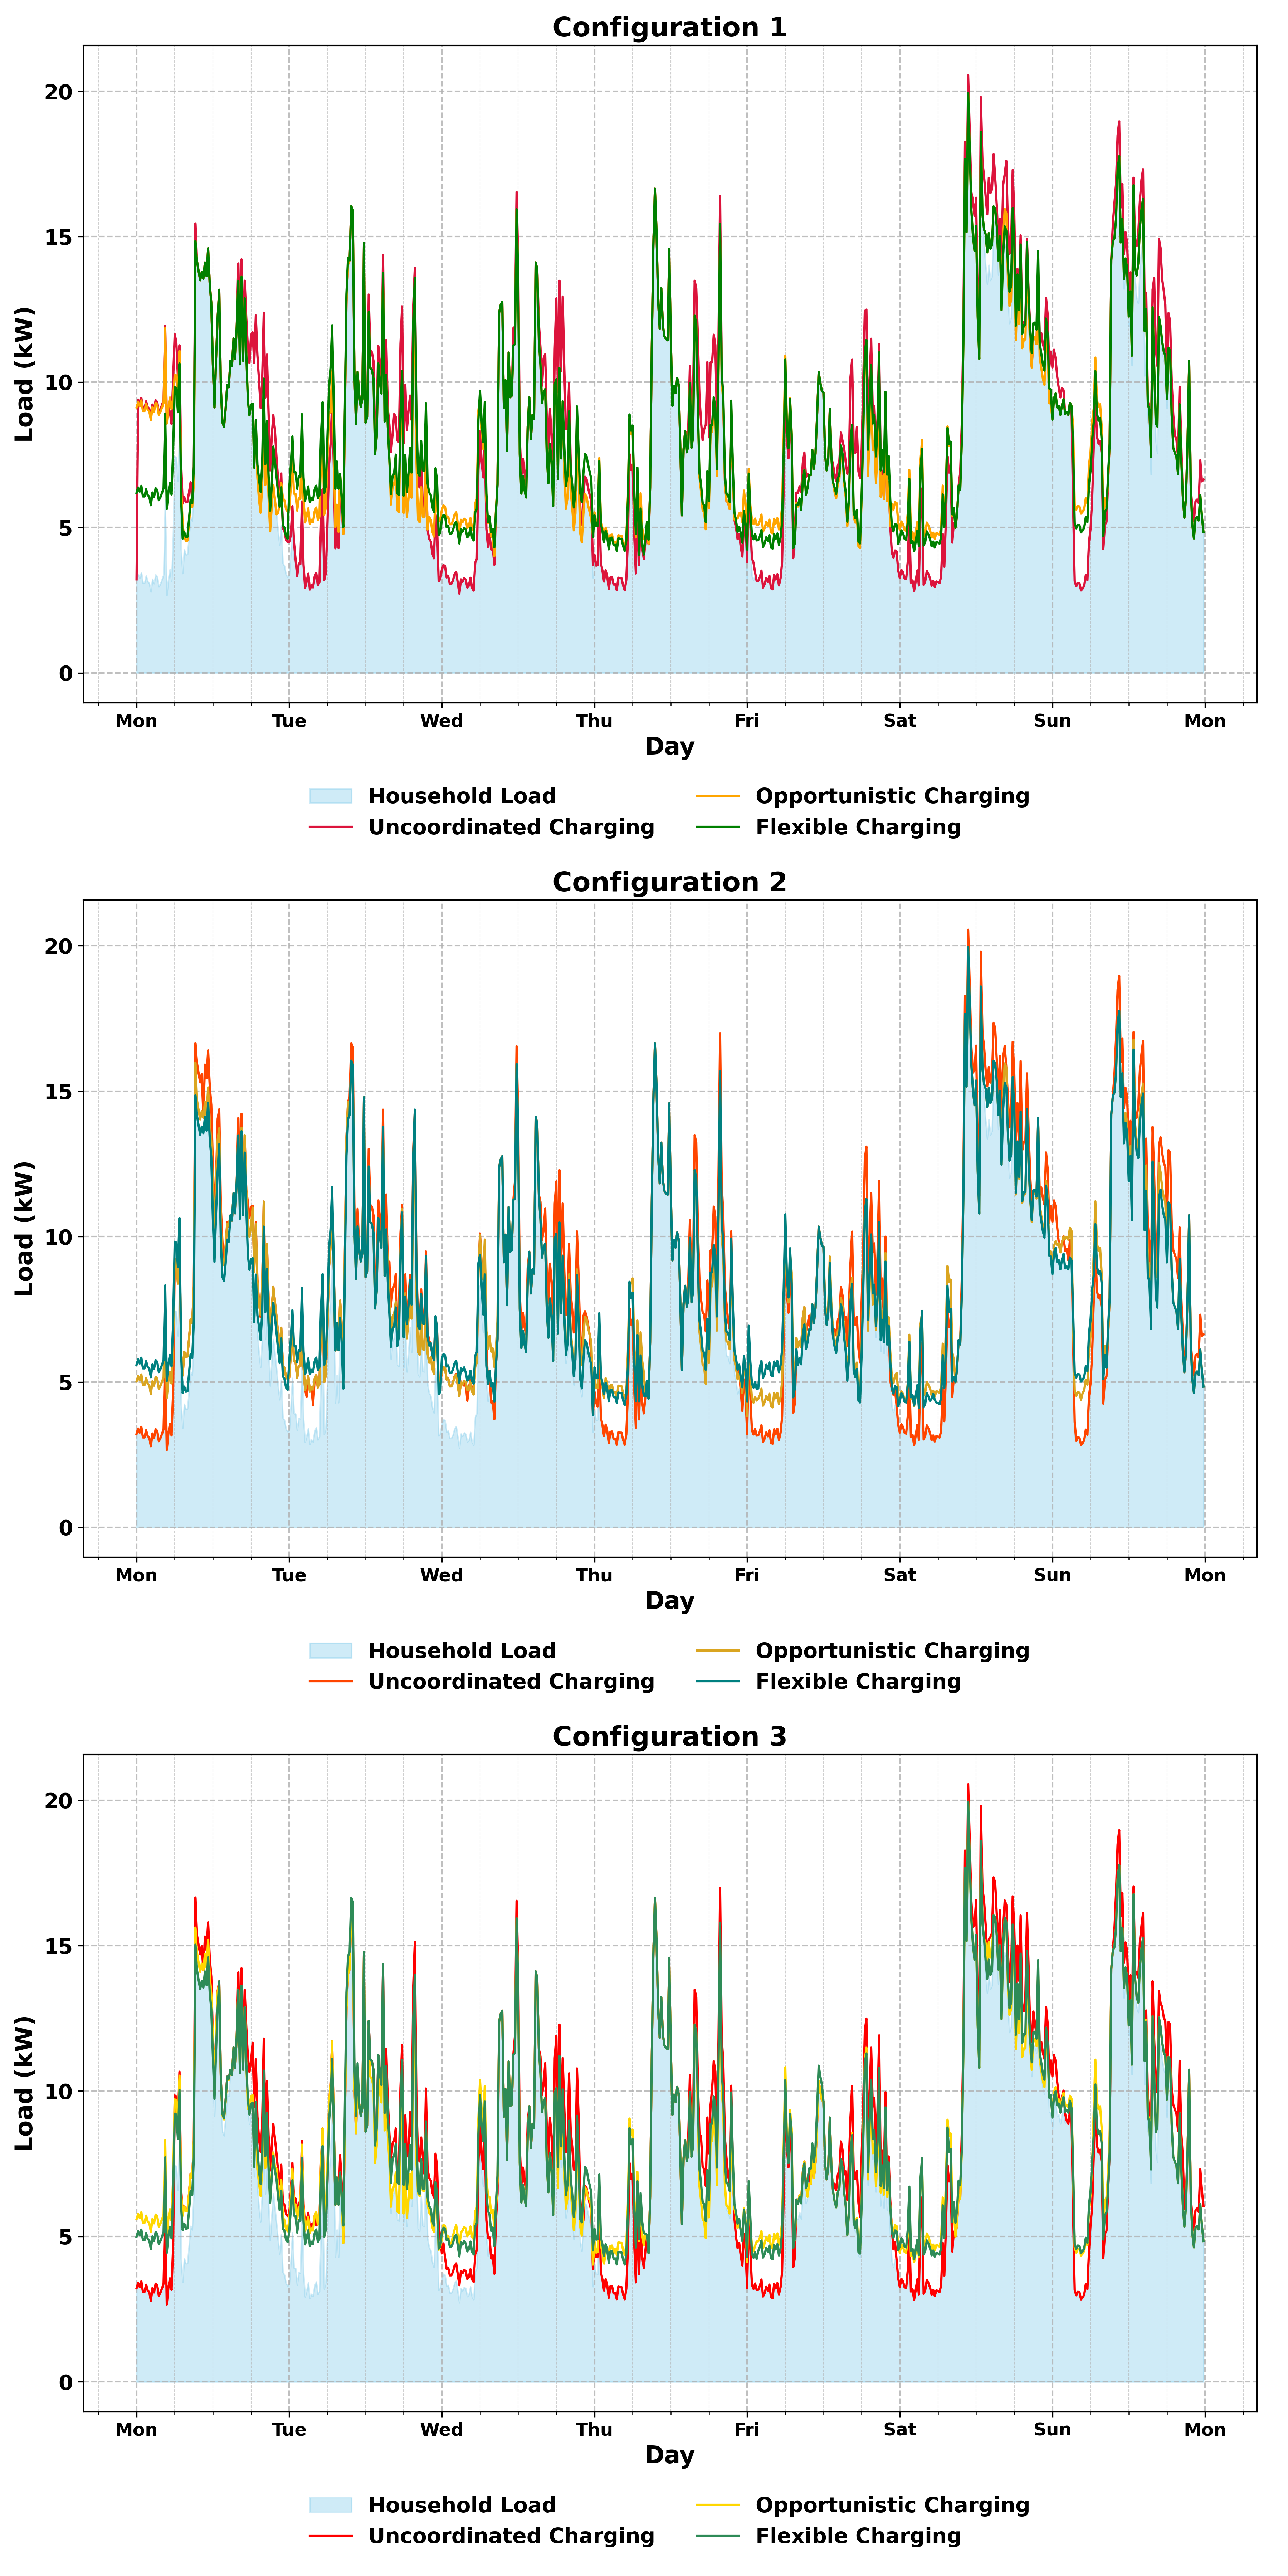 Configuration 1
Load (kW)
20
15
10
5
0
Mon Tue Wed Thu Fri Sat Sun Mon
Day
Household Load Opportunistic Charging
Uncoordinated Charging Flexible Charging
Configuration 2
Load (kW)
20
15
10
5
0
Mon Tue Wed Thu Fri Sat Sun Mon
Day
Household Load Opportunistic Charging
Uncoordinated Charging Flexible Charging
Configuration 3
Load (kW)
20
15
10
5
0
Mon Tue Wed Thu Fri Sat Sun Mon
Day
Household Load Opportunistic Charging
Uncoordinated Charging Flexible Charging